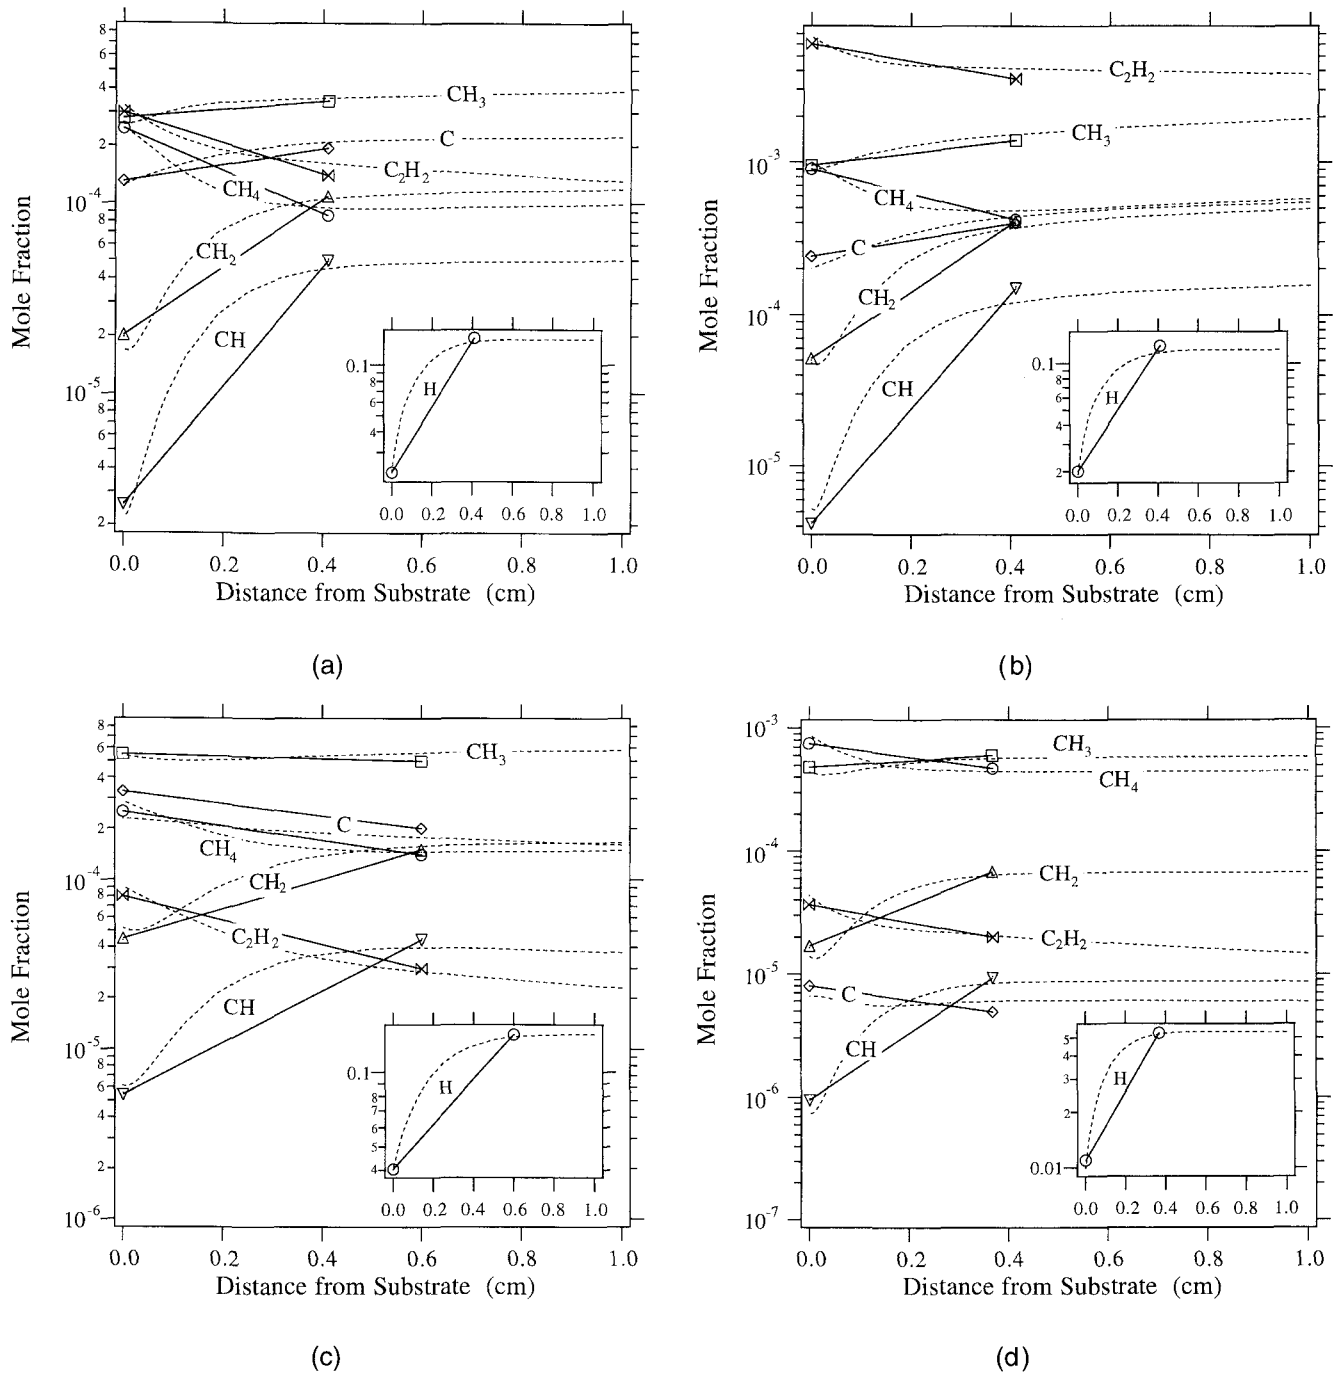 8
6
4
2
10⁻⁴
8
6
4
2
10⁻⁵
8
6
4
2
Mole Fraction
CH₃
C
C₂H₂
CH₄
CH₂
CH
0.1
8
6
4
H
0.0 0.2 0.4 0.6 0.8 1.0
0.0 0.2 0.4 0.6 0.8 1.0
Distance from Substrate (cm)
(a)
10⁻³
10⁻⁴
10⁻⁵
Mole Fraction
C₂H₂
CH₃
CH₄
C
CH₂
CH
0.1
8
6
4
2
H
0.0 0.2 0.4 0.6 0.8 1.0
0.0 0.2 0.4 0.6 0.8 1.0
Distance from Substrate (cm)
(b)
8
6
4
2
10⁻⁴
8
6
4
2
10⁻⁵
8
6
4
2
10⁻⁶
Mole Fraction
CH₃
C
CH₄
CH₂
C₂H₂
CH
0.1
8
7
6
5
4
H
0.0 0.2 0.4 0.6 0.8 1.0
0.0 0.2 0.4 0.6 0.8 1.0
Distance from Substrate (cm)
(c)
10⁻³
10⁻⁴
10⁻⁵
10⁻⁶
10⁻⁷
Mole Fraction
CH₃
CH₄
CH₂
C₂H₂
C
CH
5
4
3
2
0.01
H
0.0 0.2 0.4 0.6 0.8 1.0
0.0 0.2 0.4 0.6 0.8 1.0
Distance from Substrate (cm)
(d)